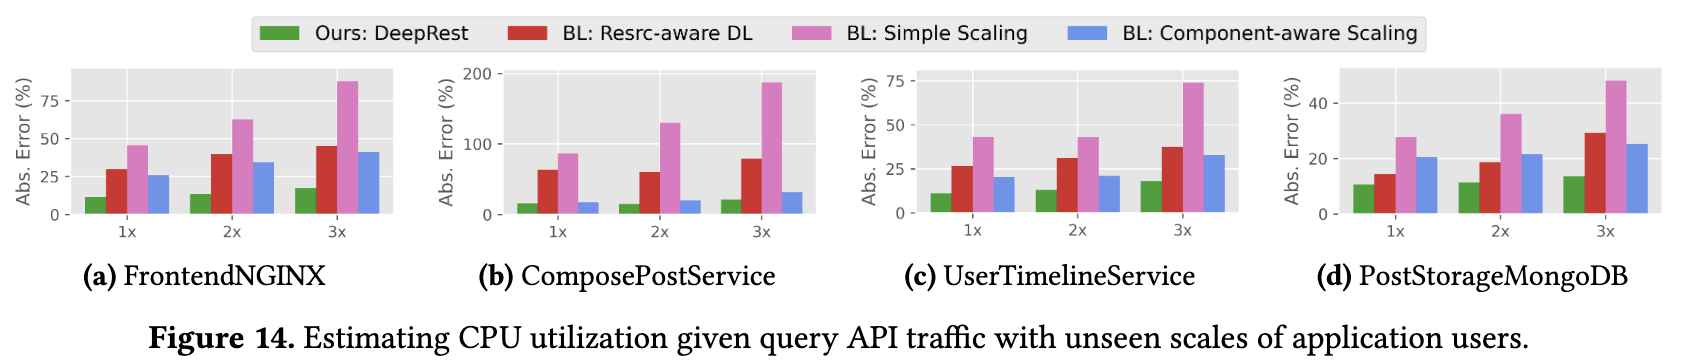 Ours: DeepRest BL: Resrc-aware DL BL: Simple Scaling BL: Component-aware Scaling
Abs. Error (%)
75
50
25
0
1x 2x 3x
(a) FrontendNGINX
Abs. Error (%)
200
100
0
1x 2x 3x
(b) ComposePostService
Abs. Error (%)
75
50
25
0
1x 2x 3x
(c) UserTimelineService
Abs. Error (%)
40
20
0
1x 2x 3x
(d) PostStorageMongoDB
Figure 14. Estimating CPU utilization given query API traffic with unseen scales of application users.